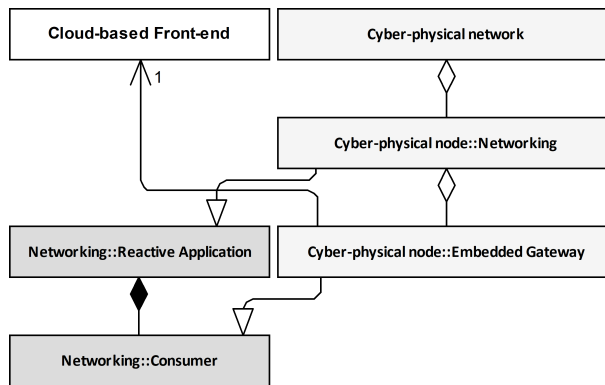 Cloud-based Front-end
Cyber-physical network
1
Cyber-physical node::Networking
Networking::Reactive Application
Cyber-physical node::Embedded Gateway
Networking::Consumer